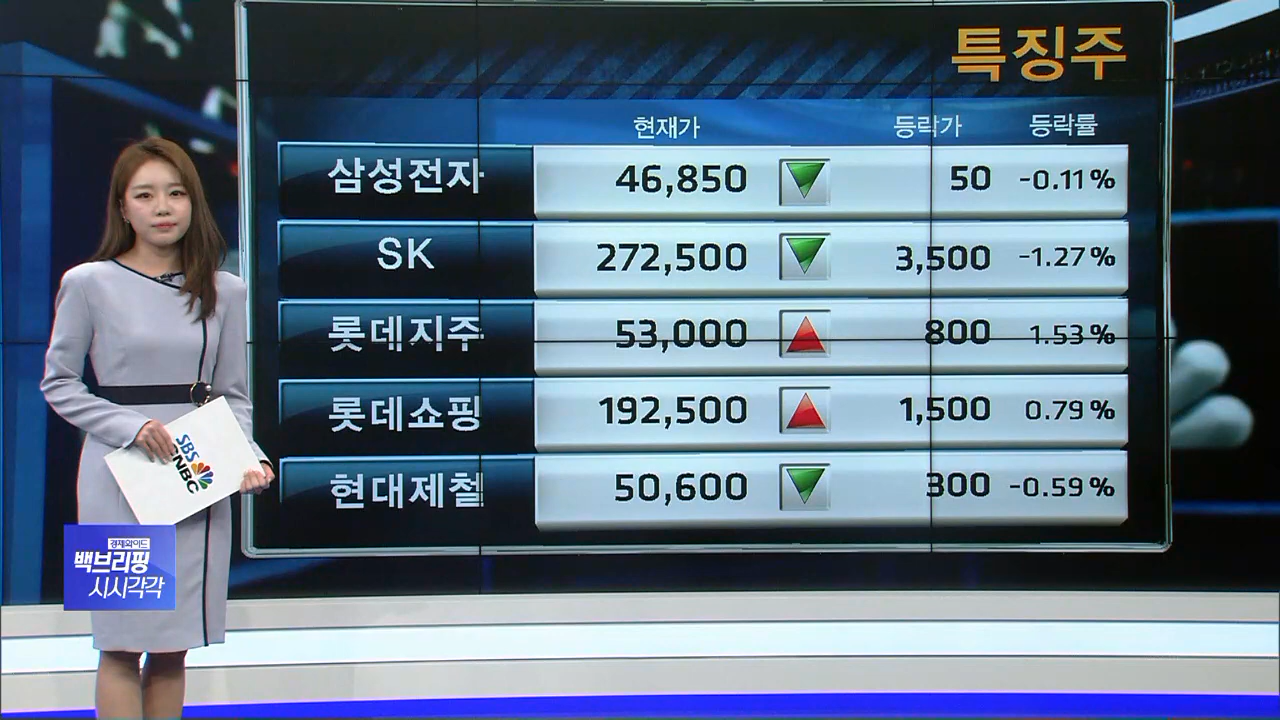 특징주
현재가 등락가 등락률
삼성전자 46,850 50 -0.11%
SK 272,500 3,500 -1.27%
롯데지주 53,000 800 1.53%
롯데쇼핑 192,500 1,500 0.79%
현대제철 50,600 300 -0.59%
SBS
CNBC
경제와이드
백브리핑
시시각각